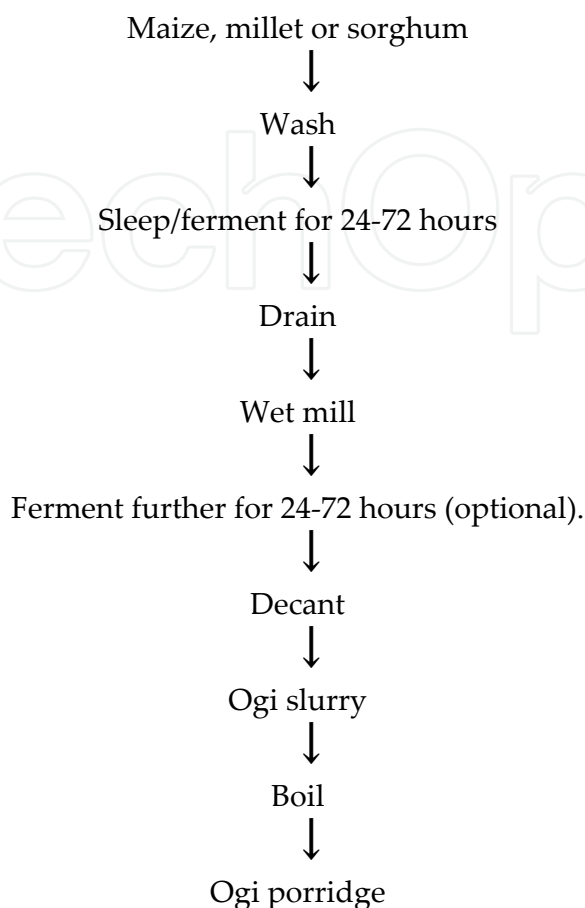 Maize, millet or sorghum
↓
Wash
↓
Sleep/ferment for 24-72 hours
↓
Drain
↓
Wet mill
↓
Ferment further for 24-72 hours (optional).
↓
Decant
↓
Ogi slurry
↓
Boil
↓
Ogi porridge